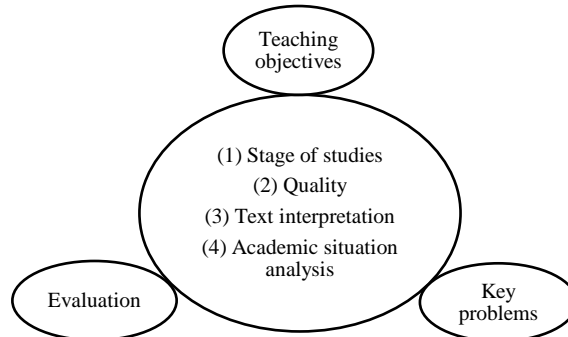 Teaching
objectives
(1) Stage of studies
(2) Quality
(3) Text interpretation
(4) Academic situation
analysis
Evaluation
Key
problems